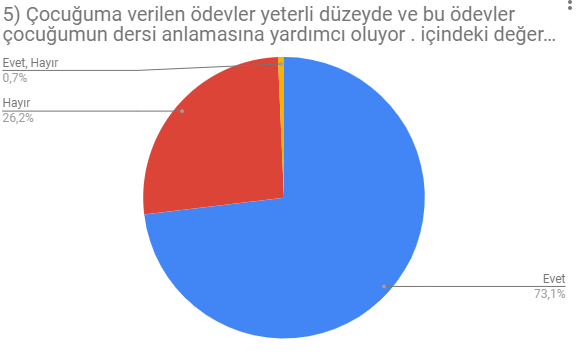 5) Çocuğuma verilen ödevler yeterli düzeyde ve bu ödevler
çocuğumun dersi anlamasına yardımcı oluyor . içindeki değer…
Evet, Hayır
0,7%
Hayır
26,2%
Evet
73,1%